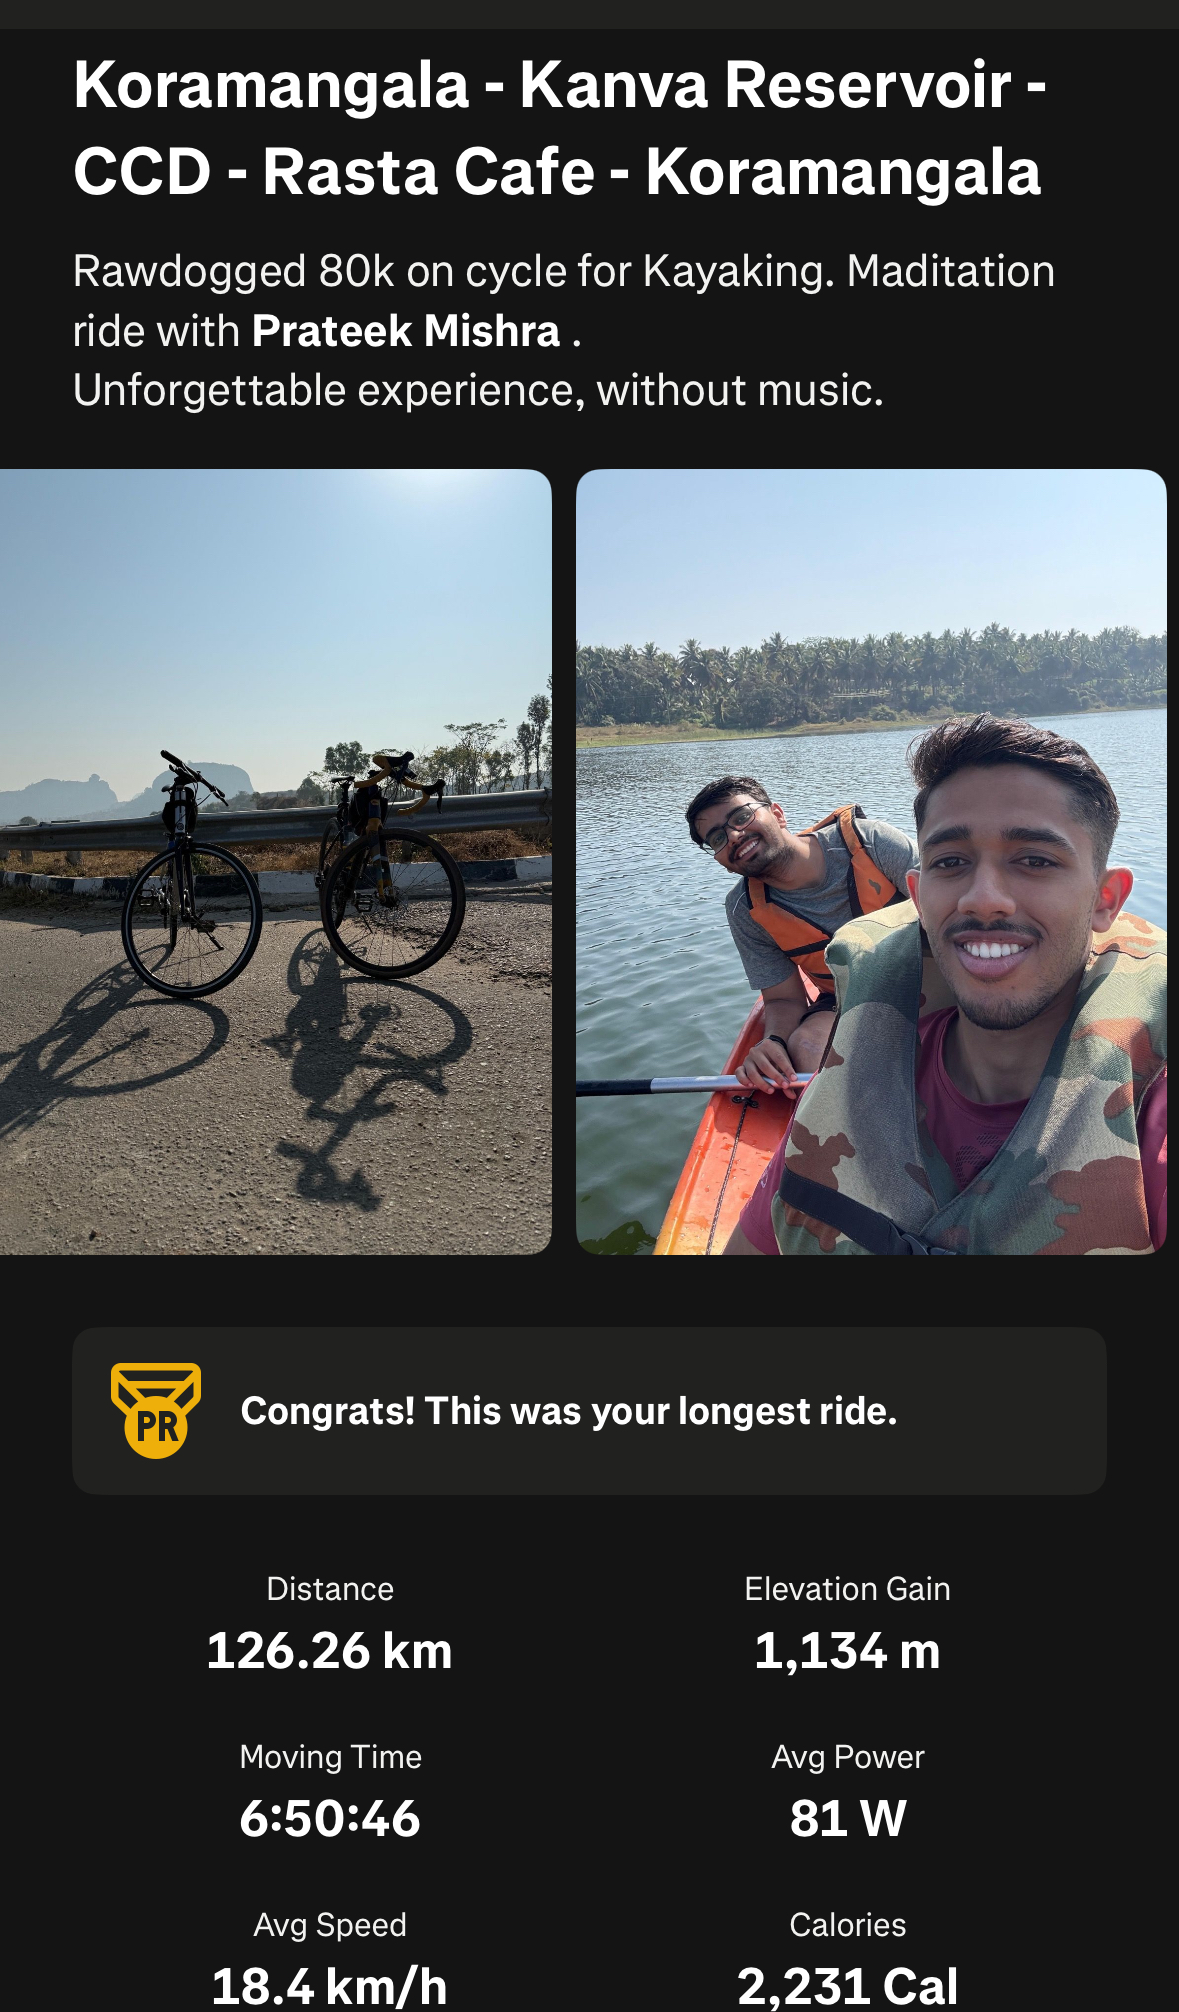 Koramangala - Kanva Reservoir -
CCD - Rasta Cafe - Koramangala
Rawdogged 80k on cycle for Kayaking. Maditation
ride with Prateek Mishra .
Unforgettable experience, without music.
PR
Congrats! This was your longest ride.
Distance
126.26 km
Elevation Gain
1,134 m
Moving Time
6:50:46
Avg Power
81 W
Avg Speed
18.4 km/h
Calories
2,231 Cal